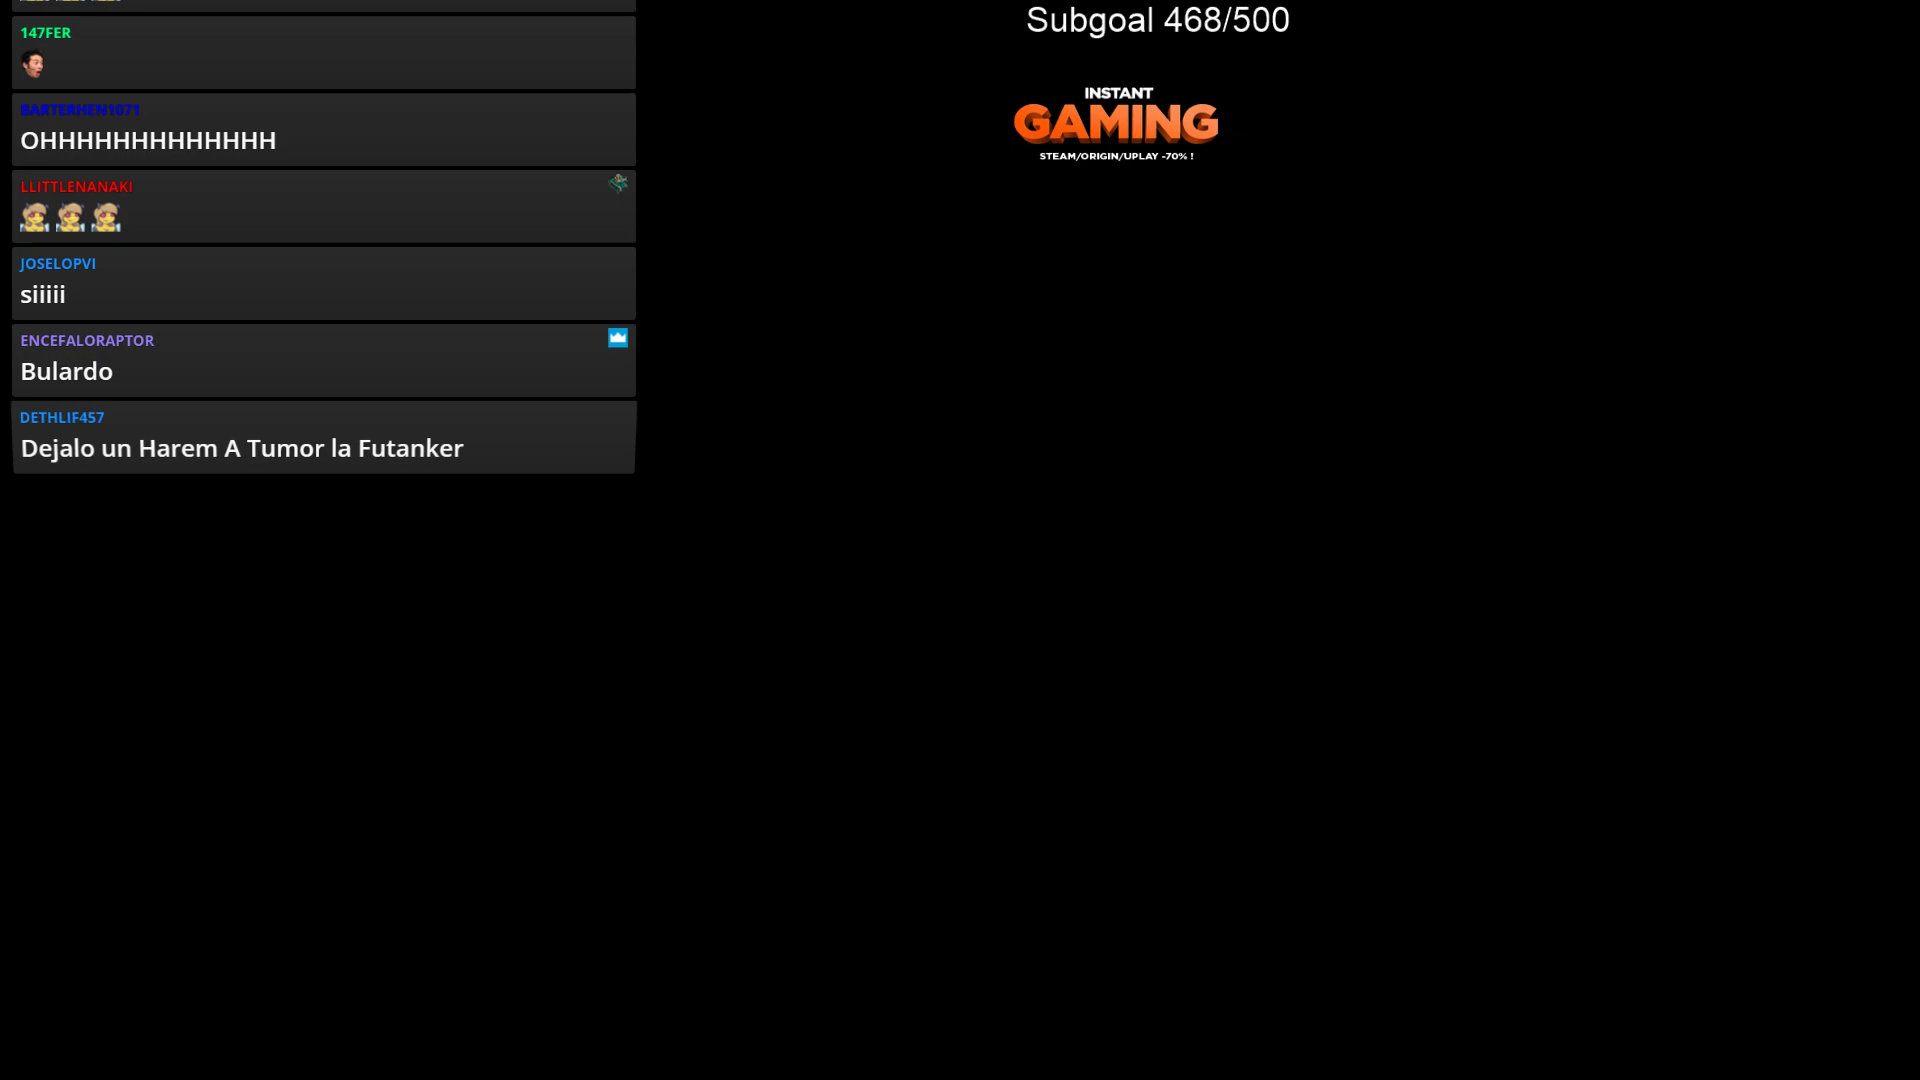 147FER
BARTERHEN1071
OHHHHHHHHHHHHH
LLITTLENANAKI
JOSELOPVI
siiiii
ENCEFALORAPTOR
Bulardo
DETHLIF457
Dejalo un Harem A Tumor la Futanker
Subgoal 468/500
INSTANT
GAMING
STEAM/ORIGIN/UPLAY -70% !